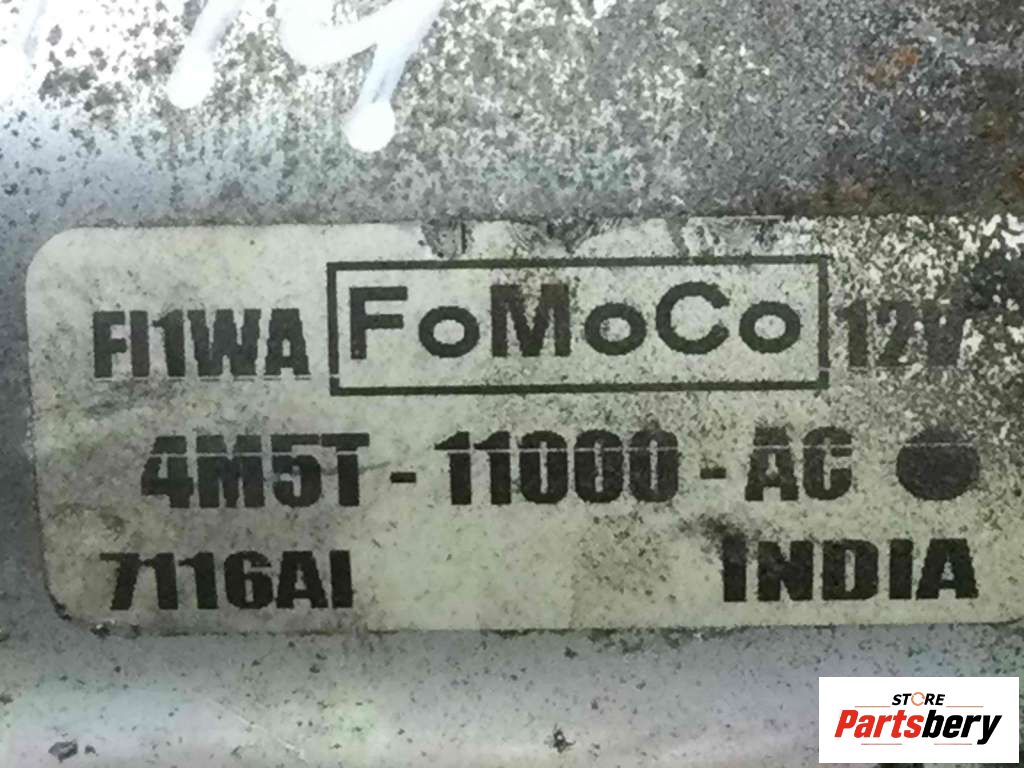 FI1WA FoMoCo 12V
4M5T-11000-AC
7116AI INDIA
STORE
Partsbery